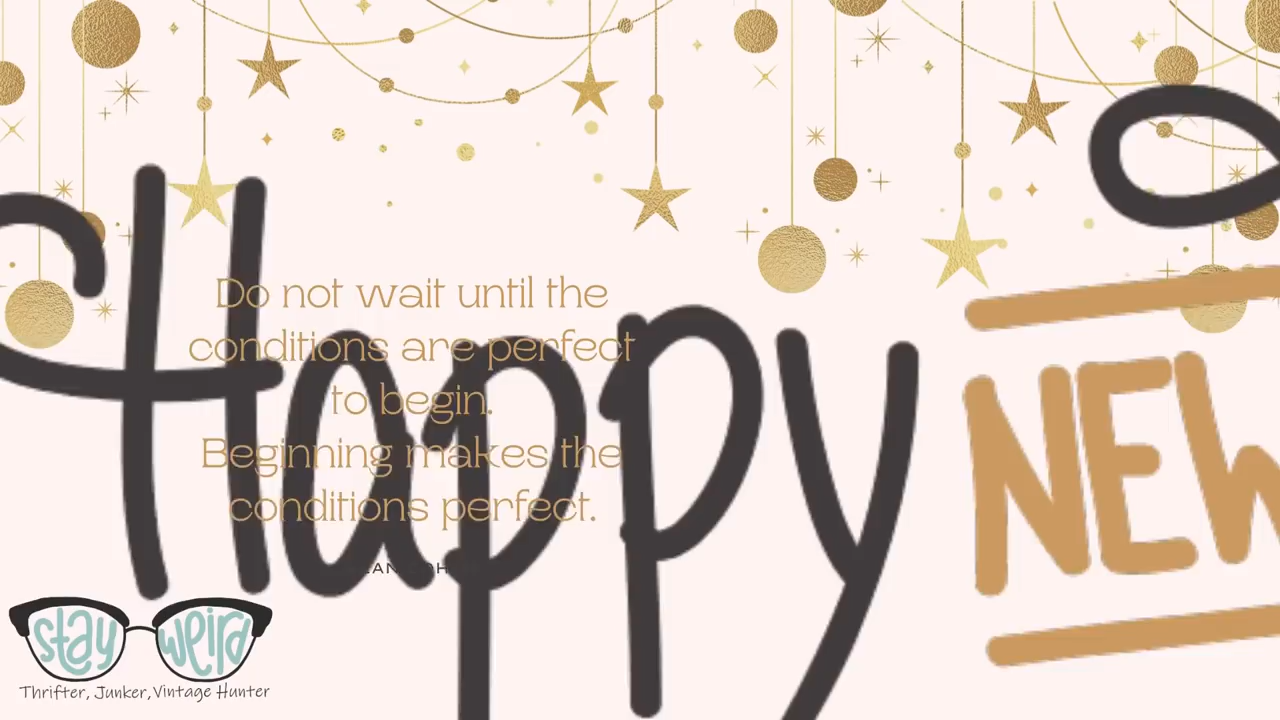 Happy
NEW
Do not wait until the
conditions are perfect
to begin.
Beginning makes the
conditions perfect.
stay weird
Thrifter, Junker, Vintage Hunter